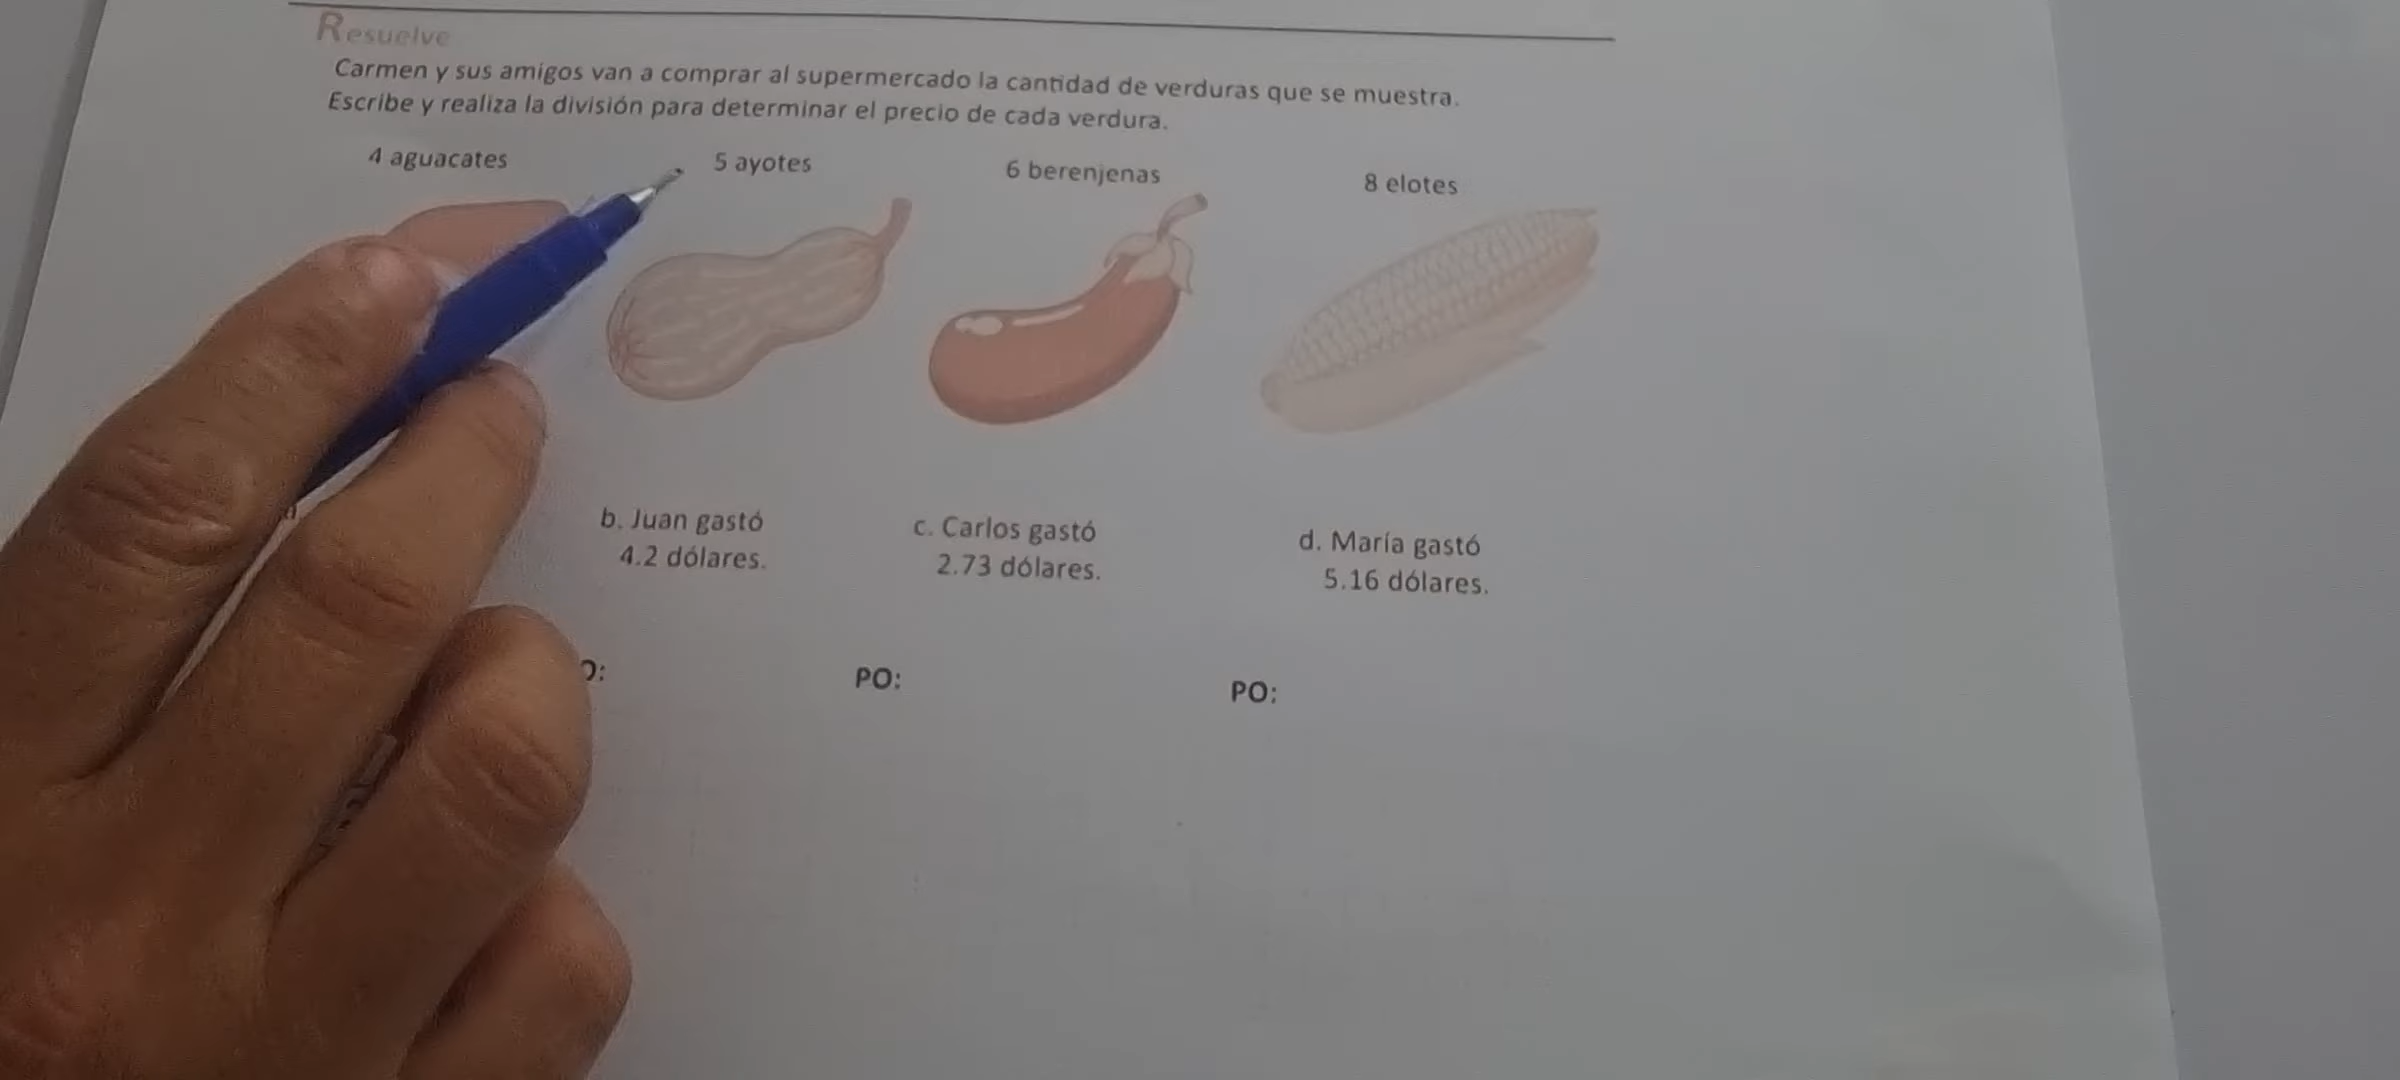 Resuelve
Carmen y sus amigos van a comprar al supermercado la cantidad de verduras que se muestra.
Escribe y realiza la división para determinar el precio de cada verdura.
4 aguacates
5 ayotes
6 berenjenas
8 elotes
b. Juan gastó
4.2 dólares.
c. Carlos gastó
2.73 dólares.
d. María gastó
5.16 dólares.
O:
PO:
PO: